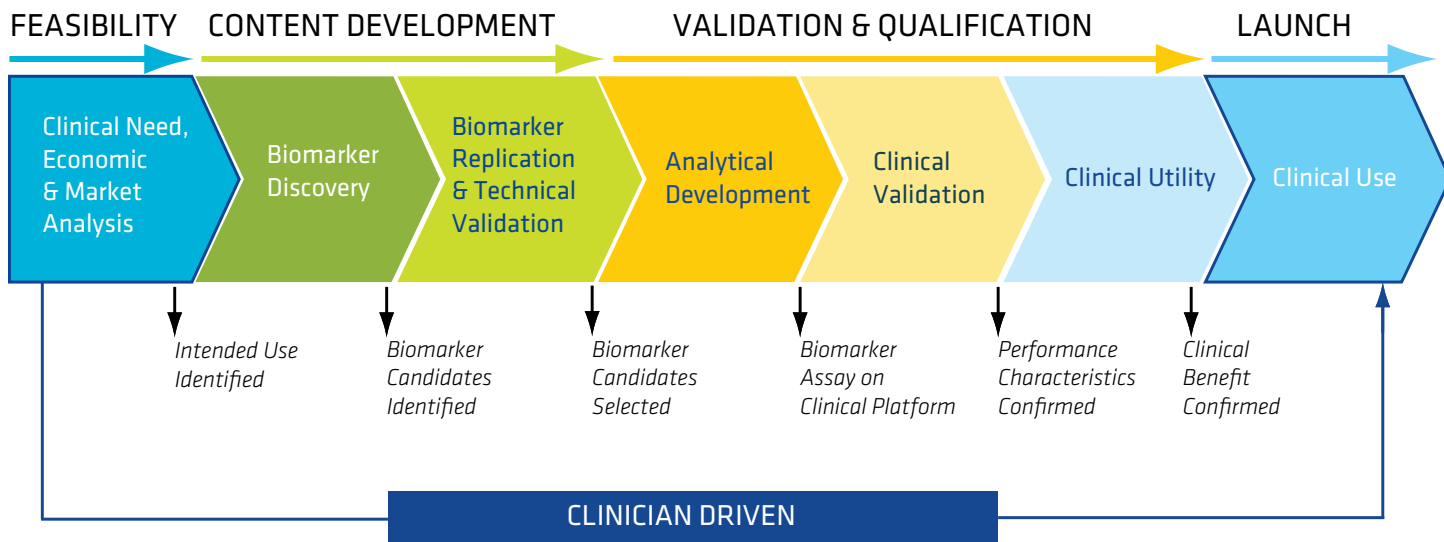 FEASIBILITY
CONTENT DEVELOPMENT
VALIDATION & QUALIFICATION
LAUNCH
Clinical Need,
Economic
& Market
Analysis
Biomarker
Discovery
Biomarker
Replication
& Technical
Validation
Analytical
Development
Clinical
Validation
Clinical Utility
Clinical Use
Intended Use
Identified
Biomarker
Candidates
Identified
Biomarker
Candidates
Selected
Biomarker
Assay on
Clinical Platform
Performance
Characteristics
Confirmed
Clinical
Benefit
Confirmed
CLINICIAN DRIVEN